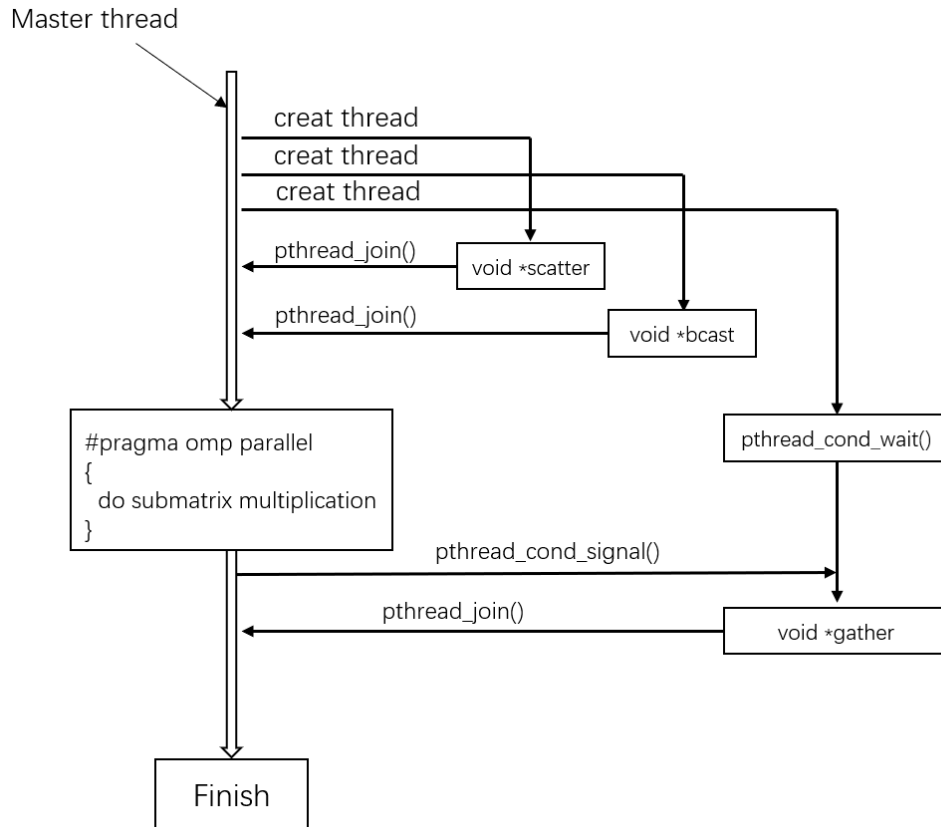 Master thread
creat thread
creat thread
creat thread
pthread_join()
void *scatter
pthread_join()
void *bcast
#pragma omp parallel
{
do submatrix multiplication
}
pthread_cond_wait()
pthread_cond_signal()
pthread_join()
void *gather
Finish